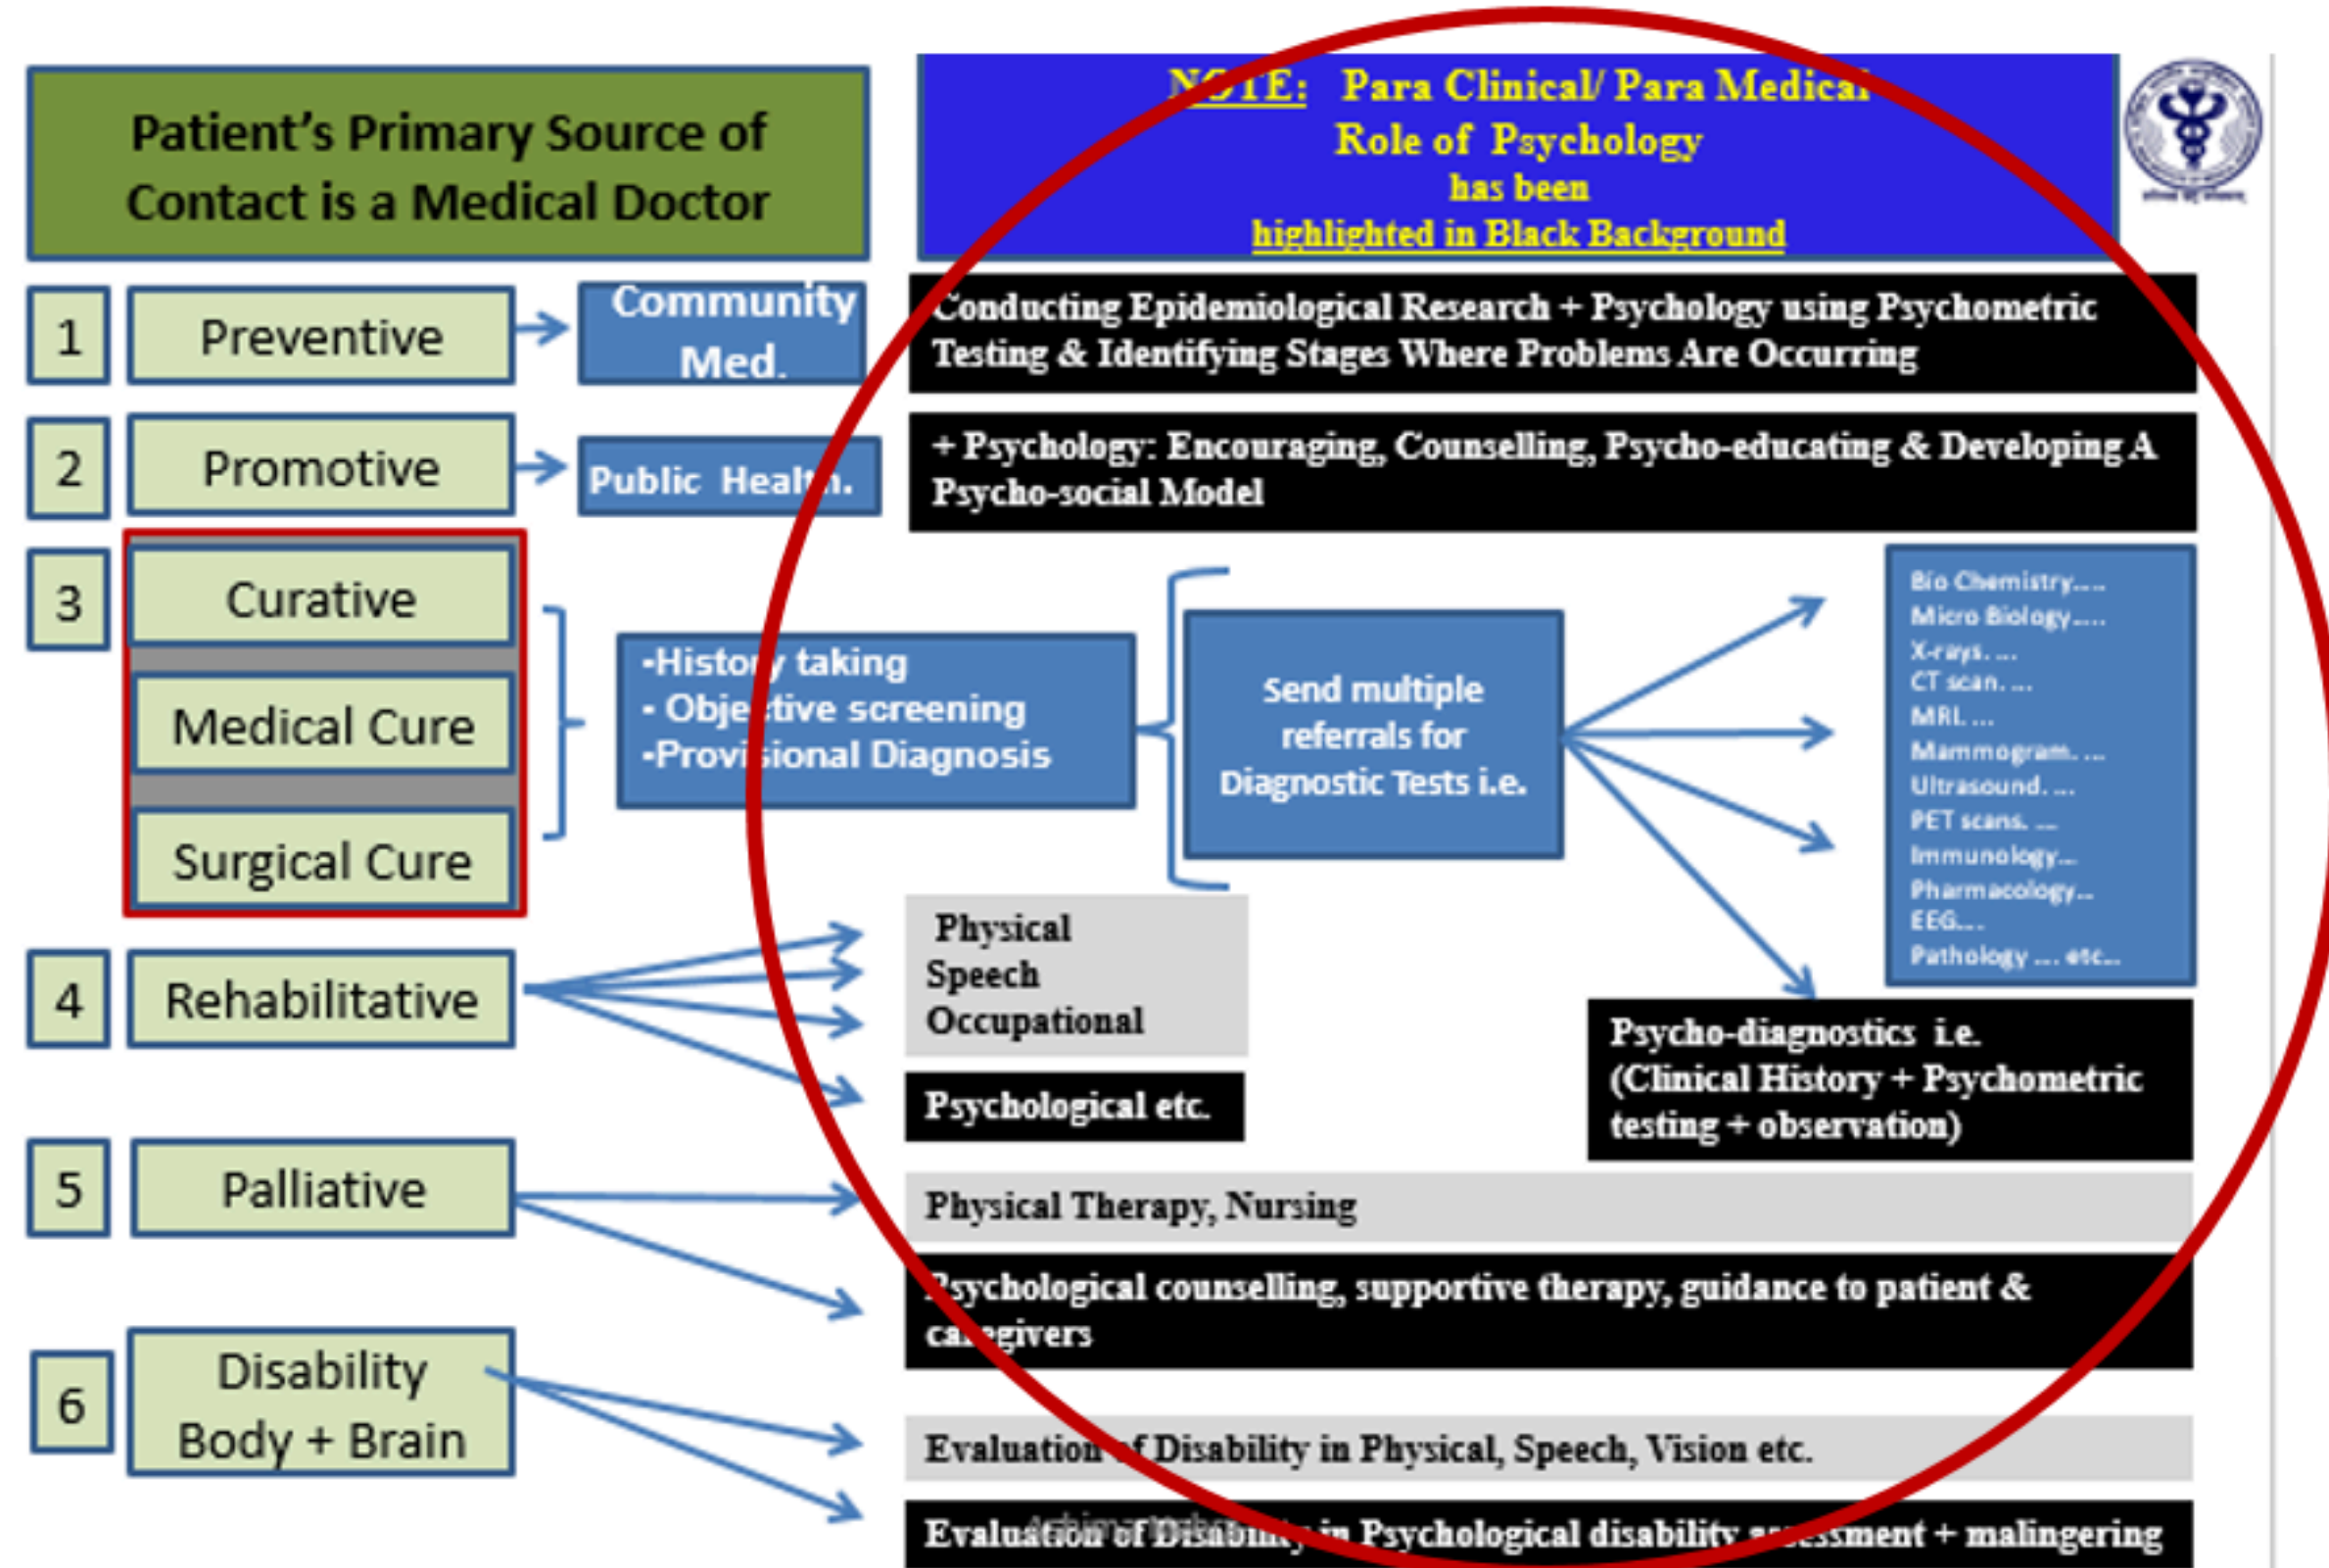 Patient's Primary Source of
Contact is a Medical Doctor
NOTE: Para Clinical/ Para Medical
Role of Psychology
has been
highlighted in Black Background
1
Preventive
Community
Med.
Conducting Epidemiological Research + Psychology using Psychometric
Testing & Identifying Stages Where Problems Are Occurring
2
Promotive
Public Health.
+ Psychology: Encouraging, Counselling, Psycho-educating & Developing A
Psycho-social Model
3
Curative
Medical Cure
Surgical Cure
-History taking
- Objective screening
-Provisional Diagnosis
Send multiple
referrals for
Diagnostic Tests i.e.
Bio Chemistry.....
Micro Biology.....
X-rays. ...
CT scan. ...
MRI. ...
Mammogram. ...
Ultrasound. ...
PET scans. ...
Immunology...
Pharmacology...
EEG....
Pathology .... etc...
Psycho-diagnostics i.e.
(Clinical History + Psychometric
testing + observation)
4
Rehabilitative
Physical
Speech
Occupational
Psychological etc.
5
Palliative
Physical Therapy, Nursing
Psychological counselling, supportive therapy, guidance to patient &
caregivers
6
Disability
Body + Brain
Evaluation of Disability in Physical, Speech, Vision etc.
Evaluation of Disability in Psychological disability assessment + malingering